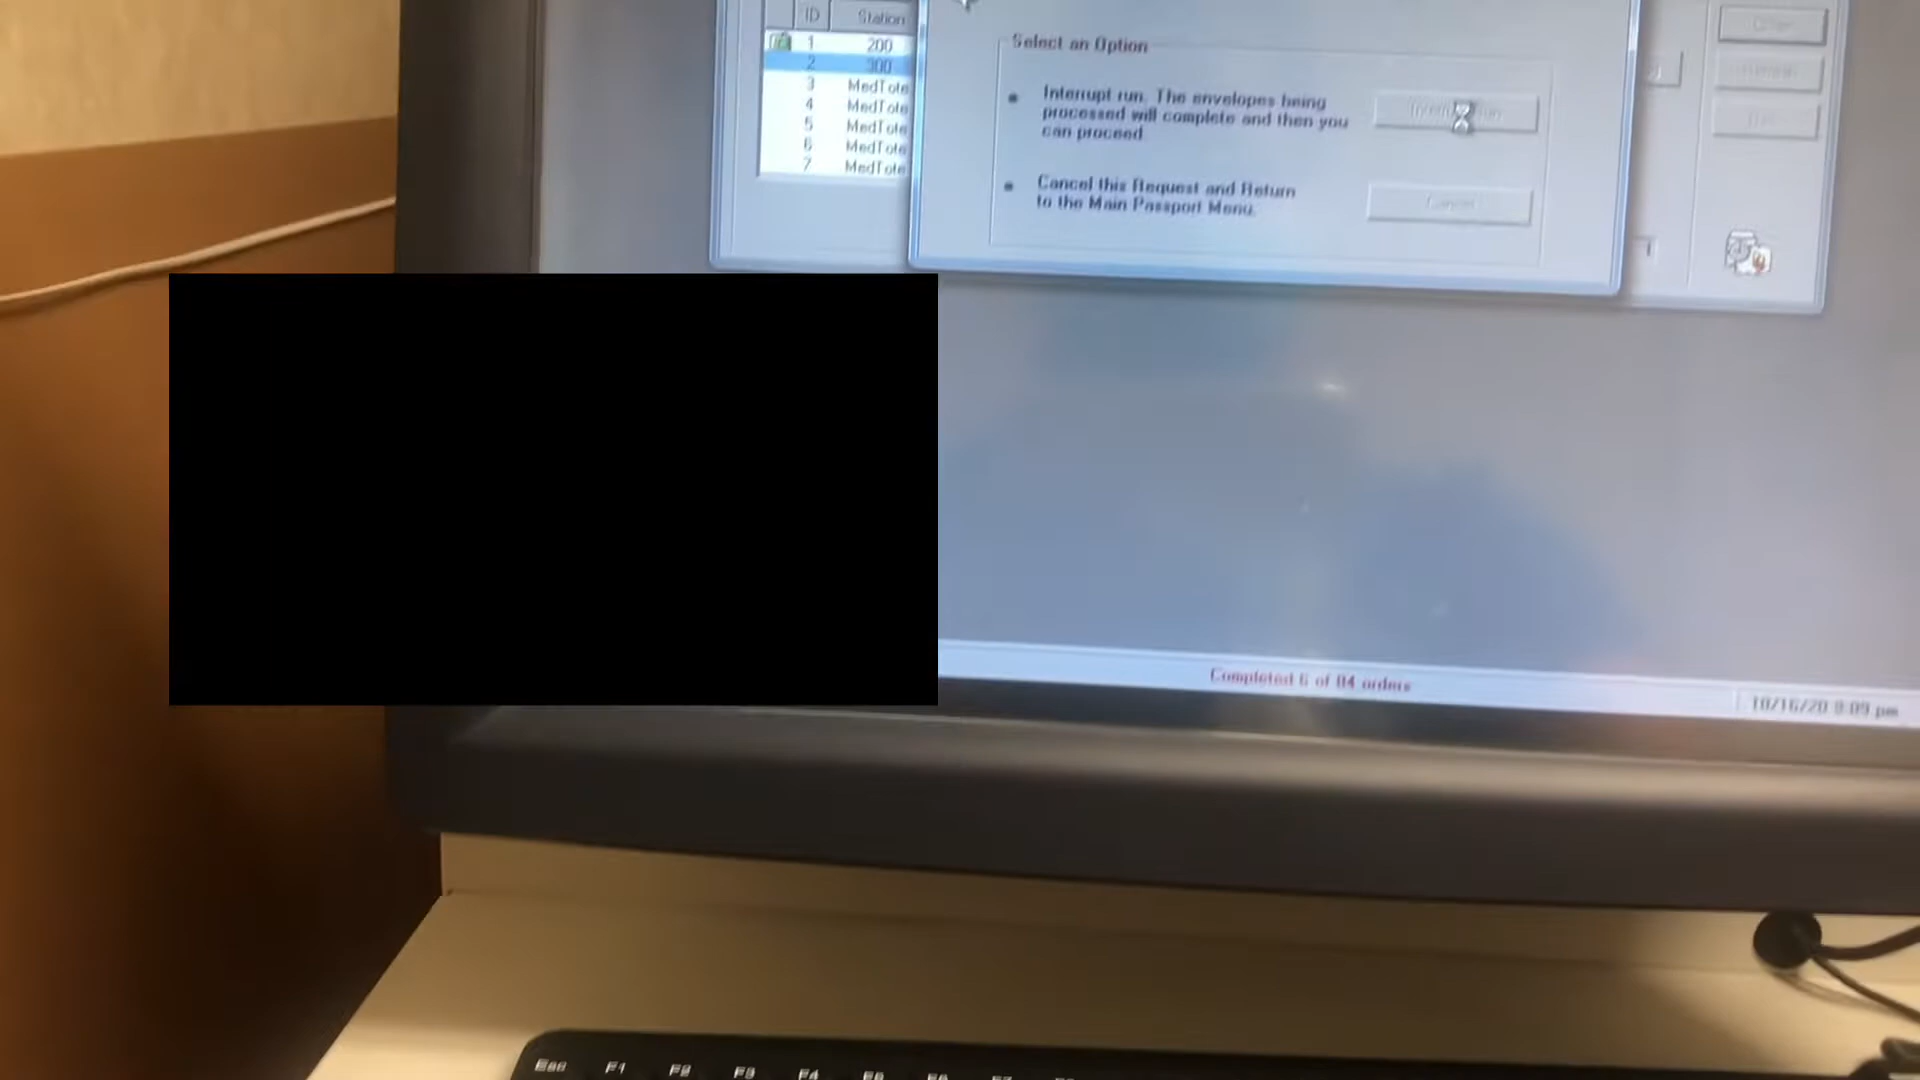 ID Station
1 200
2 300
3 MedTote
4 MedTote
5 MedTote
6 MedTote
7 MedTote
Select an Option
Interrupt run. The envelopes being
processed will complete and then you
can proceed
Cancel this Request and Return
to the Main Passport Menu.
Cancel
Completed 6 of 84 orders
10/16/20 9:09 pm
Esc F1 F2 F3 F4 F5 F6